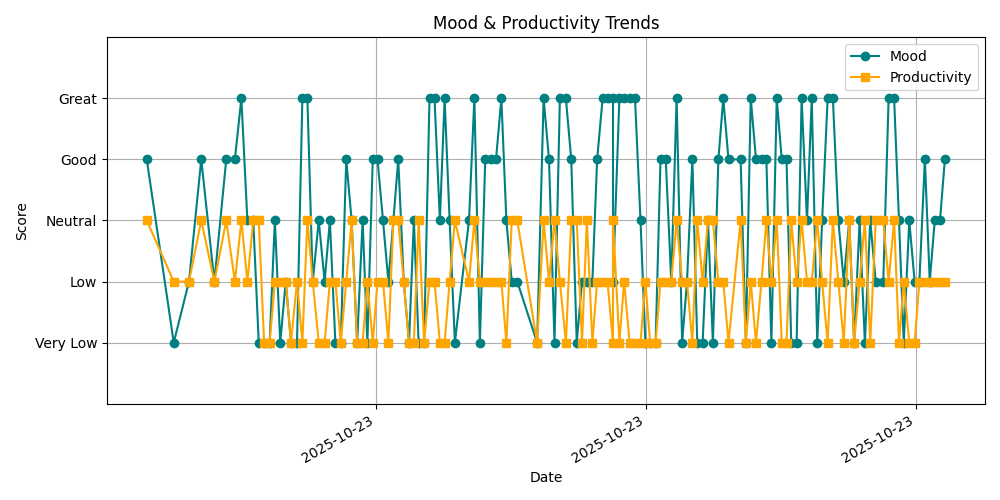 Mood & Productivity Trends
Mood
Productivity
Great
Good
Neutral
Low
Very Low
Score
2025-10-23
2025-10-23
2025-10-23
Date